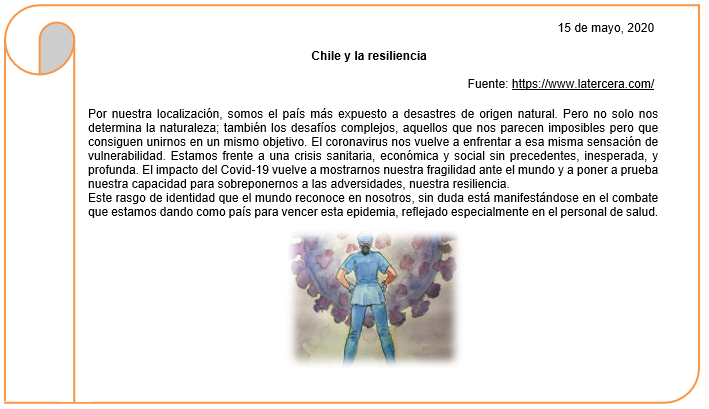 15 de mayo, 2020
Chile y la resiliencia
Fuente: https://www.latercera.com/
Por nuestra localización, somos el país más expuesto a desastres de origen natural. Pero no solo nos
determina la naturaleza; también los desafíos complejos, aquellos que nos parecen imposibles pero que
consiguen unirnos en un mismo objetivo. El coronavirus nos vuelve a enfrentar a esa misma sensación de
vulnerabilidad. Estamos frente a una crisis sanitaria, económica y social sin precedentes, inesperada, y
profunda. El impacto del Covid-19 vuelve a mostrarnos nuestra fragilidad ante el mundo y a poner a prueba
nuestra capacidad para sobreponernos a las adversidades, nuestra resiliencia.
Este rasgo de identidad que el mundo reconoce en nosotros, sin duda está manifestándose en el combate
que estamos dando como país para vencer esta epidemia, reflejado especialmente en el personal de salud.